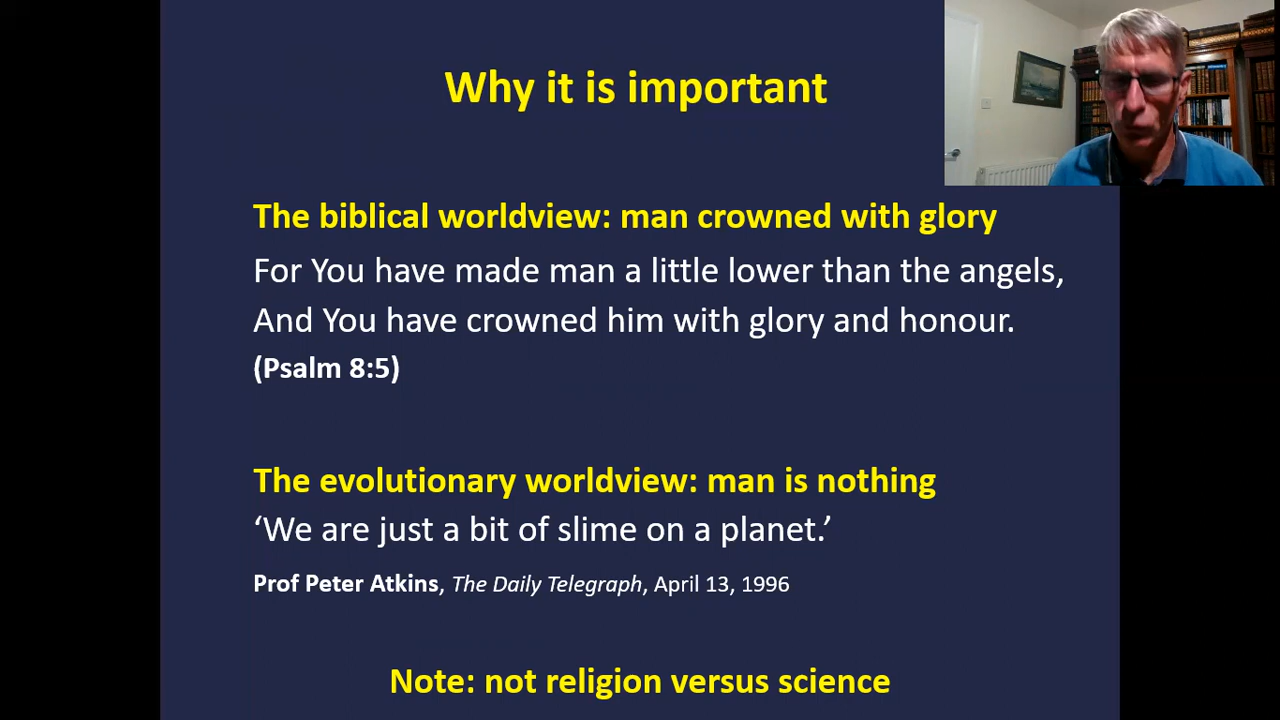 Why it is important
The biblical worldview: man crowned with glory
For You have made man a little lower than the angels,
And You have crowned him with glory and honour.
(Psalm 8:5)
The evolutionary worldview: man is nothing
‘We are just a bit of slime on a planet.’
Prof Peter Atkins, The Daily Telegraph, April 13, 1996
Note: not religion versus science